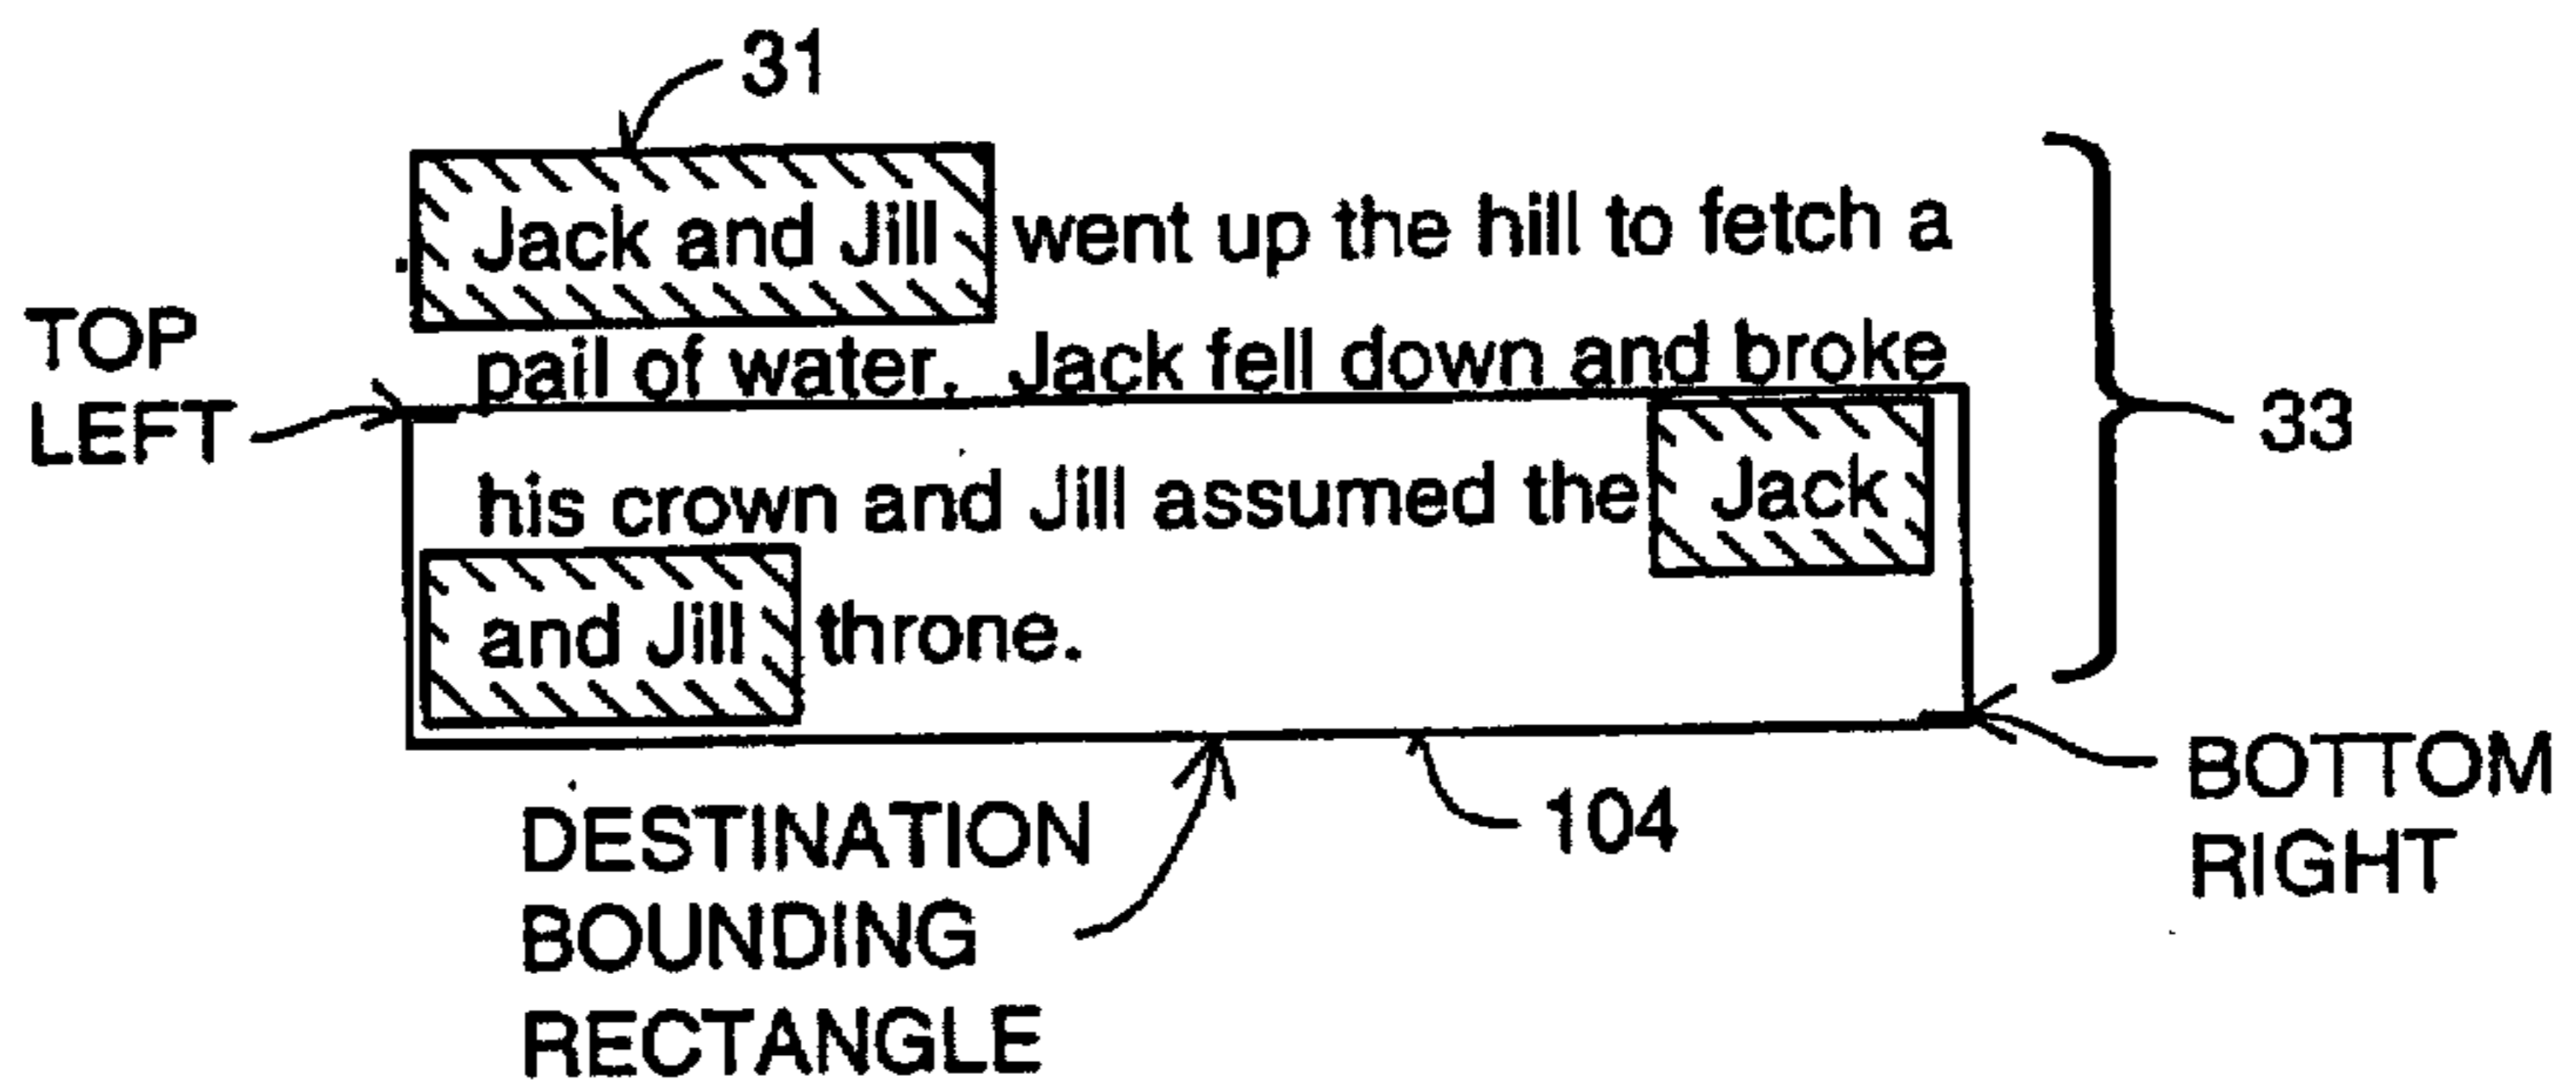 31
Jack and Jill went up the hill to fetch a
pail of water. Jack fell down and broke
his crown and Jill assumed the Jack
and Jill throne.
TOP
LEFT
33
104
DESTINATION
BOUNDING
RECTANGLE
BOTTOM
RIGHT